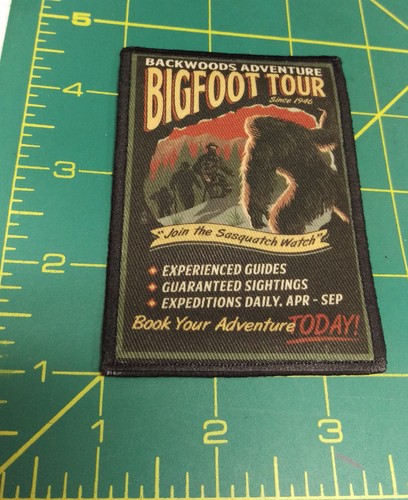 5
4
3
2
1
1
2
3
BACKWOODS ADVENTURE
BIGFOOT TOUR
Since 1946
"Join the Sasquatch Watch"
EXPERIENCED GUIDES
GUARANTEED SIGHTINGS
EXPEDITIONS DAILY. APR - SEP
Book Your Adventure TODAY!